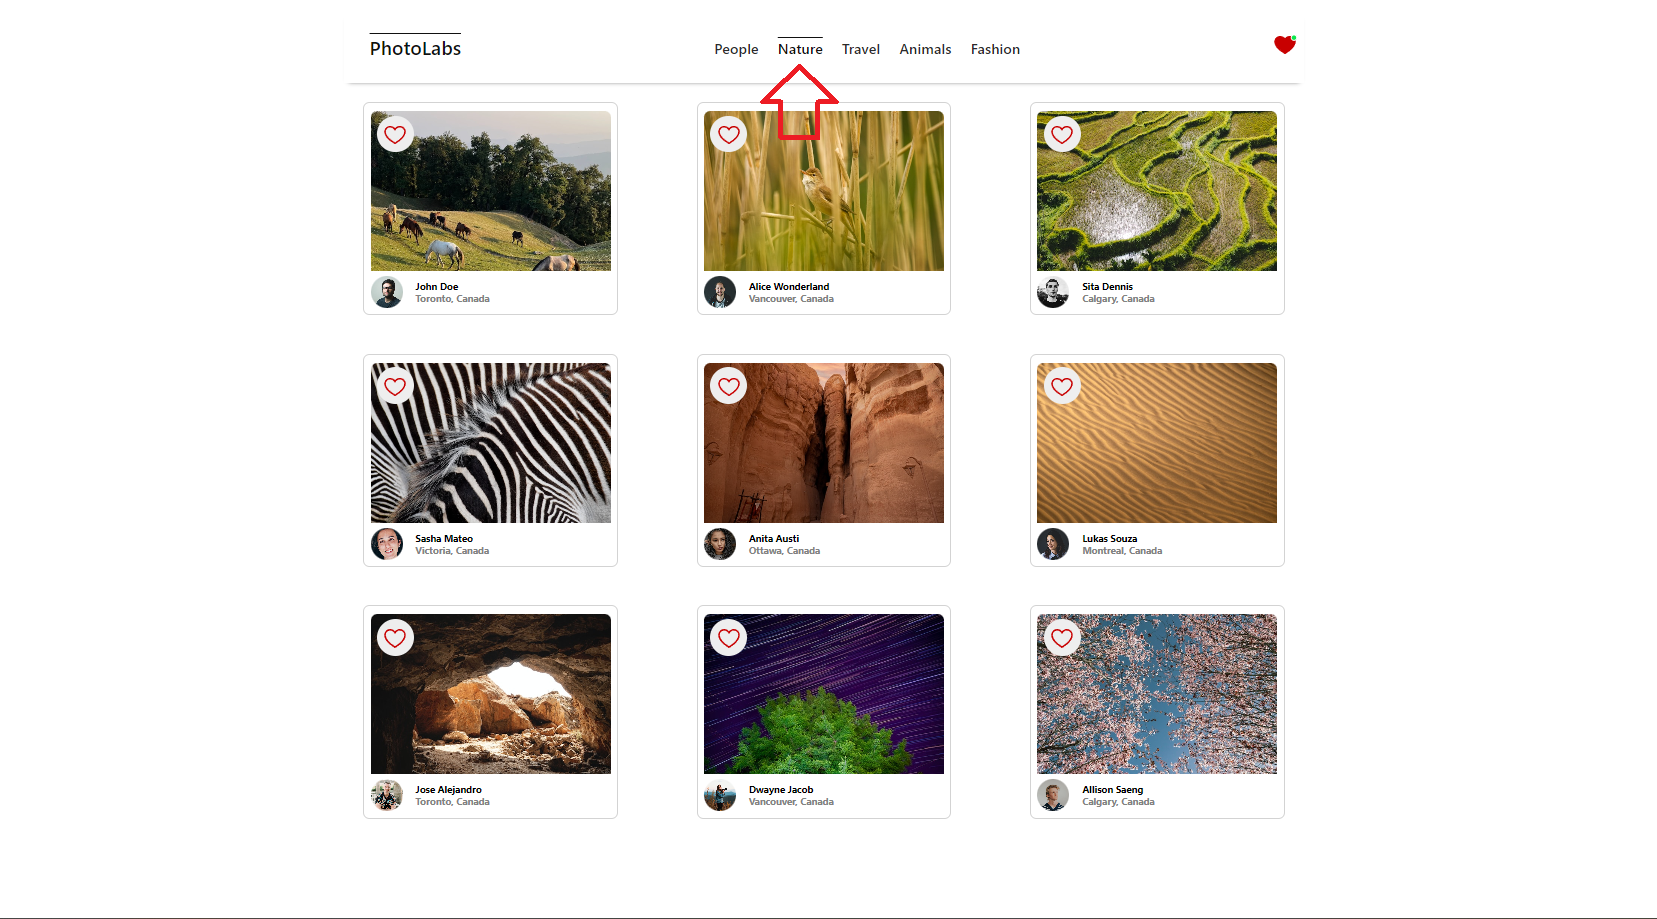 PhotoLabs
People Nature Travel Animals Fashion
John Doe
Toronto, Canada
Alice Wonderland
Vancouver, Canada
Sita Dennis
Calgary, Canada
Sasha Mateo
Victoria, Canada
Anita Austi
Ottawa, Canada
Lukas Souza
Montreal, Canada
Jose Alejandro
Toronto, Canada
Dwayne Jacob
Vancouver, Canada
Allison Saeng
Calgary, Canada